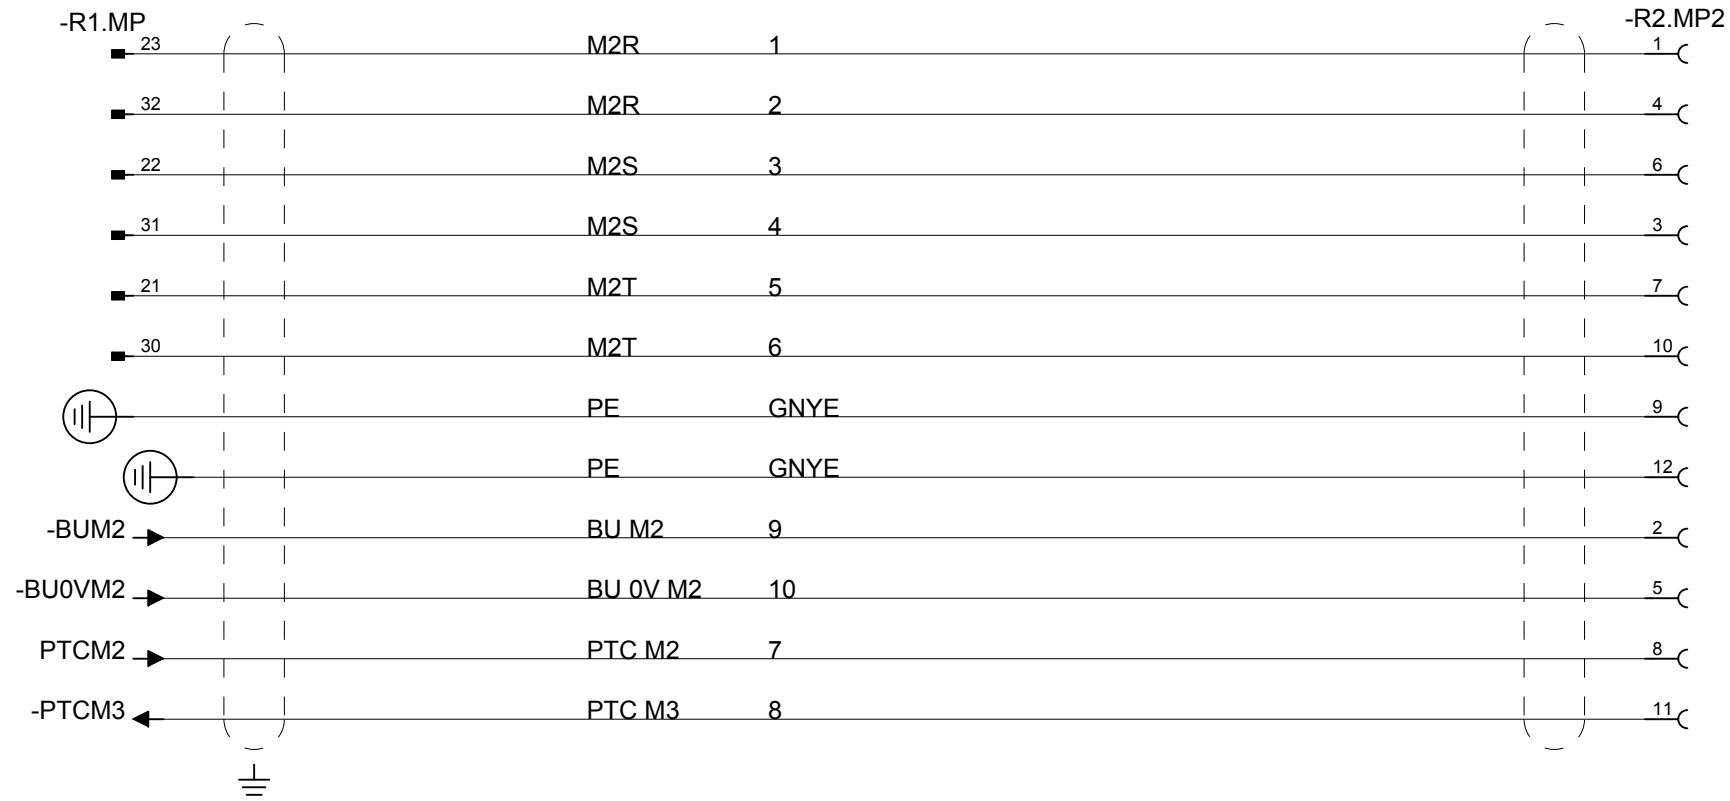 -R1.MP -R2.MP2
23 M2R 1 1
32 M2R 2 4
22 M2S 3 6
31 M2S 4 3
21 M2T 5 7
30 M2T 6 10
PE GNYE 9
PE GNYE 12
-BUM2 BU M2 9 2
-BU0VM2 BU 0V M2 10 5
PTCM2 PTC M2 7 8
-PTCM3 PTC M3 8 11